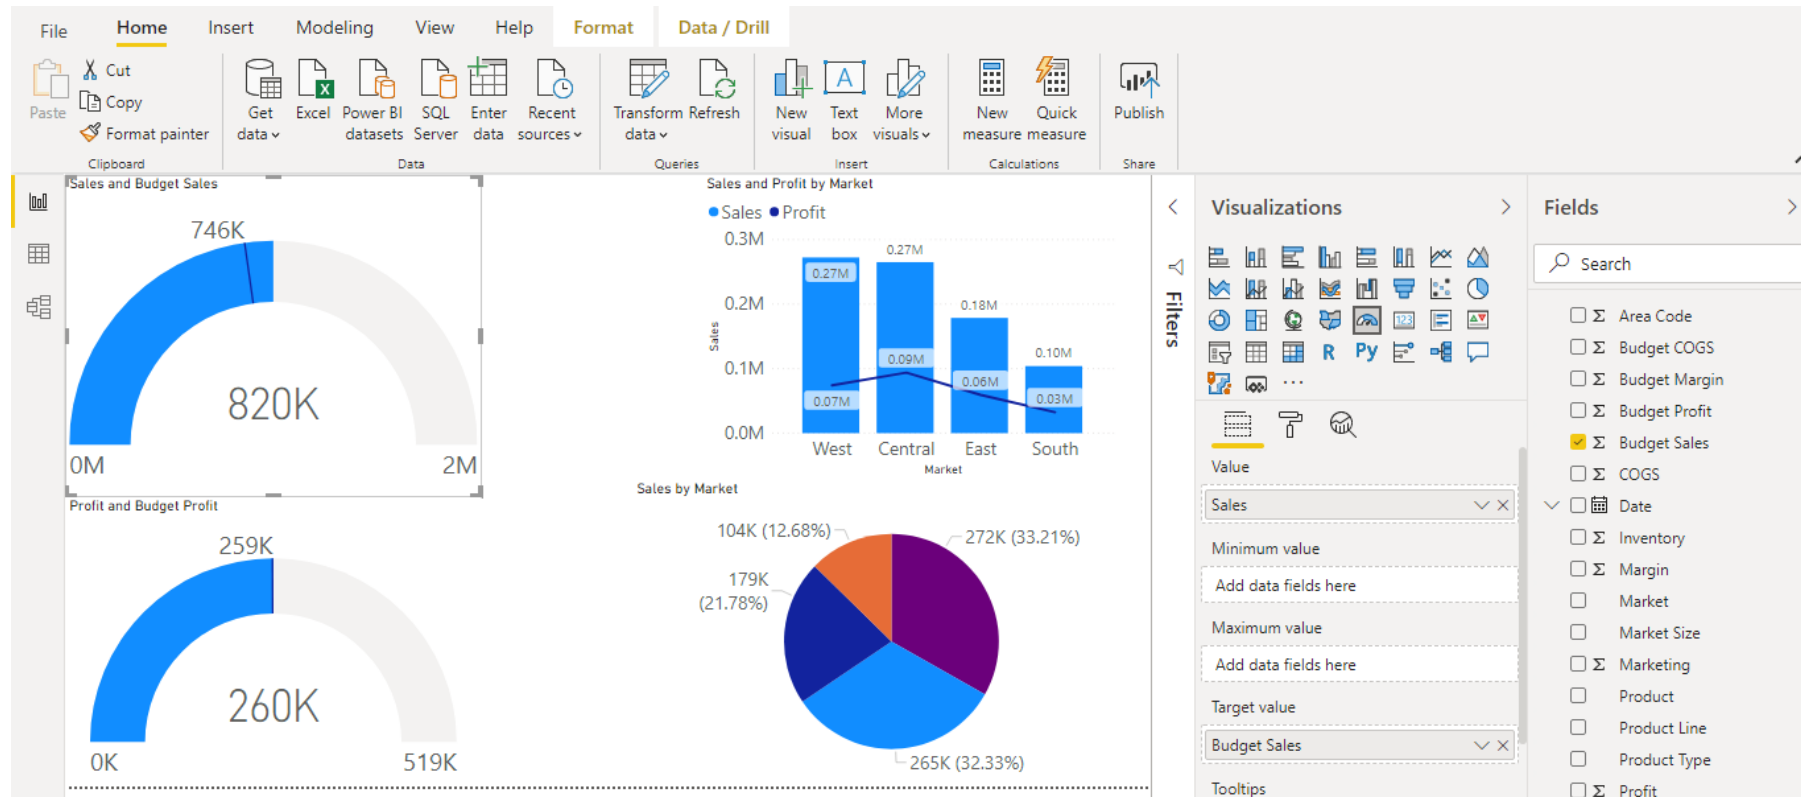 File Home Insert Modeling View Help Format Data / Drill
Paste
Cut
Copy
Format painter
Clipboard
Get data
Excel
Power BI datasets
SQL Server
Enter data
Recent sources
Data
Transform data
Refresh
Queries
New visual
Text box
More visuals
Insert
New measure
Quick measure
Calculations
Publish
Share
Sales and Budget Sales
746K
820K
0M
2M
Profit and Budget Profit
259K
260K
0K
519K
Sales and Profit by Market
Sales Profit
0.3M
0.2M
0.1M
0.0M
Sales
0.27M
0.27M
0.18M
0.10M
0.07M
0.09M
0.06M
0.03M
West Central East South
Market
Sales by Market
104K (12.68%)
272K (33.21%)
179K
(21.78%)
265K (32.33%)
Filters
Visualizations
123
R
Py
Value
Sales
Minimum value
Add data fields here
Maximum value
Add data fields here
Target value
Budget Sales
Tooltips
Fields
Search
Σ Area Code
Σ Budget COGS
Σ Budget Margin
Σ Budget Profit
Σ Budget Sales
Σ COGS
Date
Σ Inventory
Σ Margin
Market
Market Size
Σ Marketing
Product
Product Line
Product Type
Σ Profit